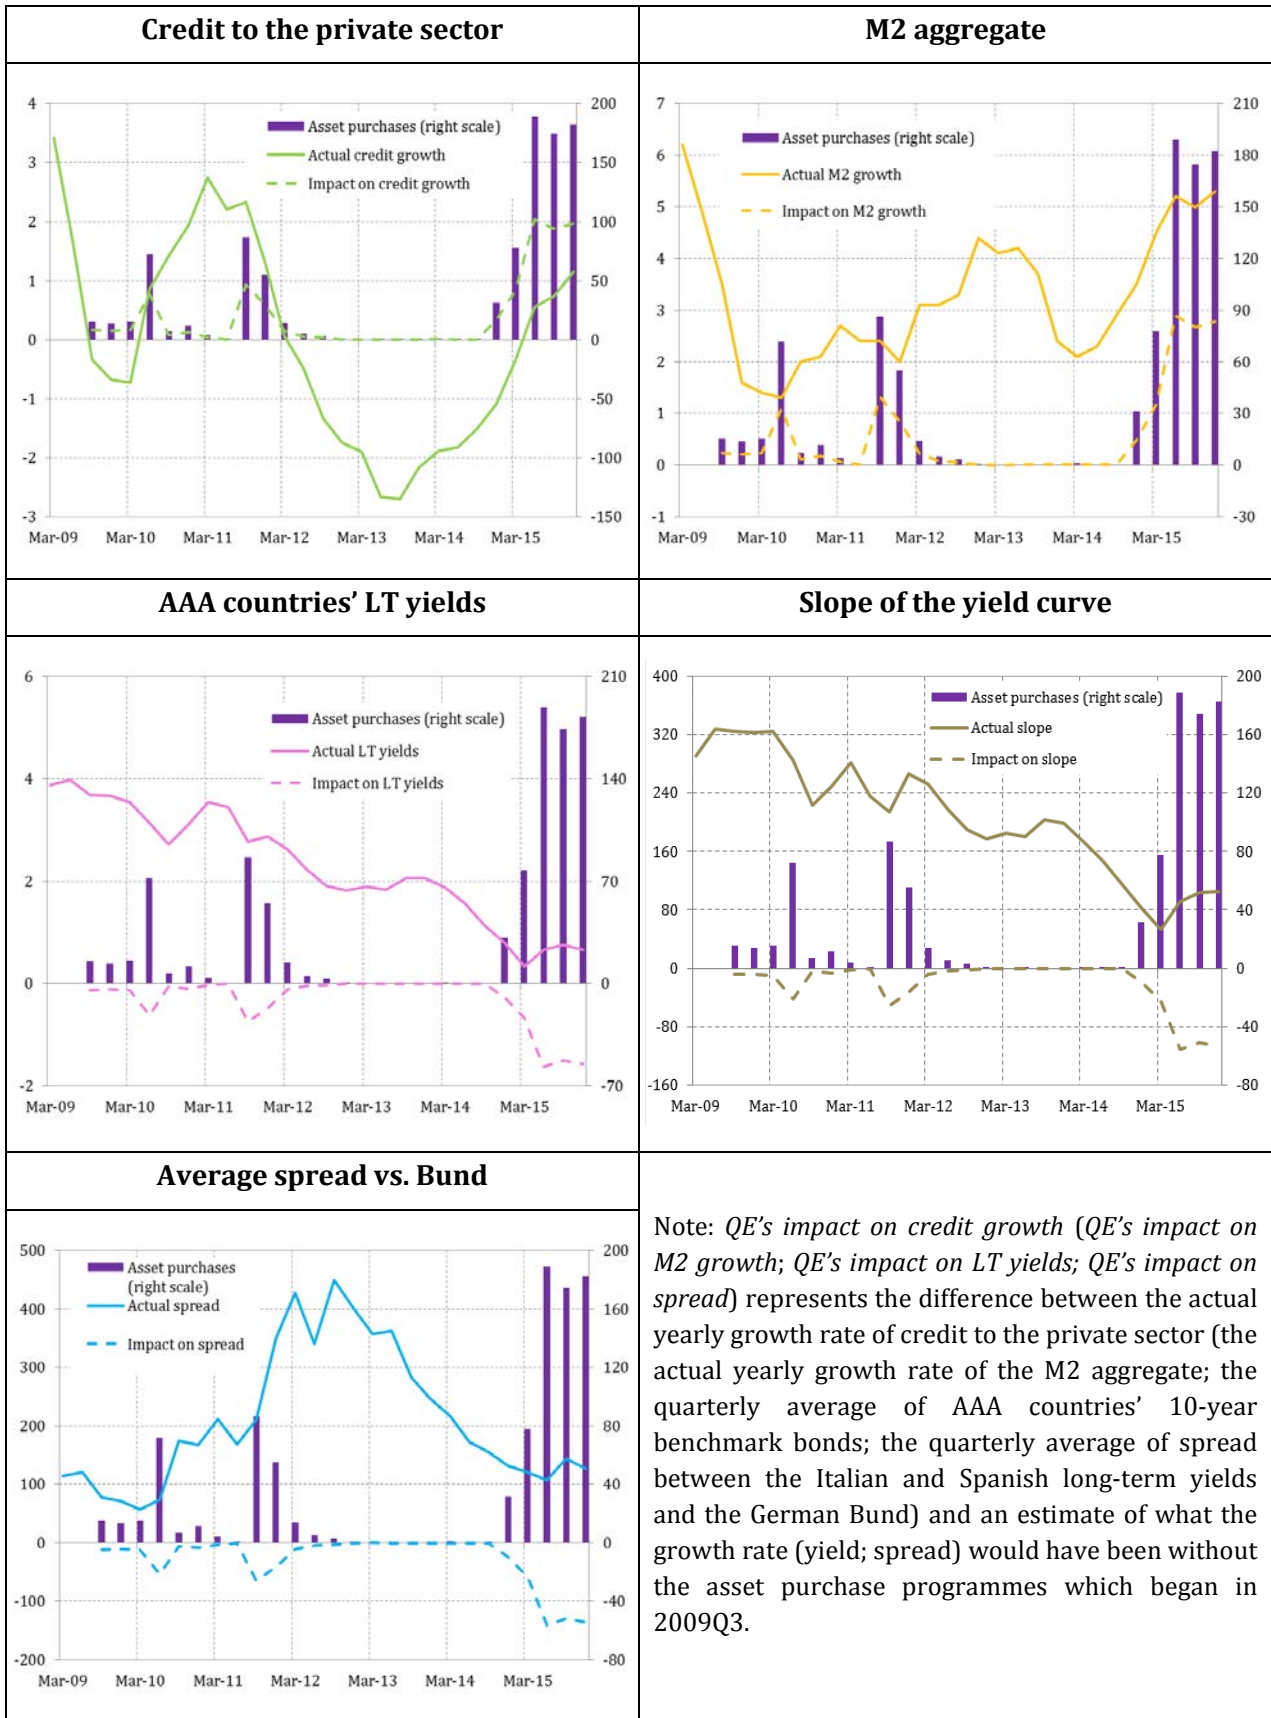 Credit to the private sector
4
3
2
1
0
-1
-2
-3
200
150
100
50
0
-50
-100
-150
Asset purchases (right scale)
Actual credit growth
Impact on credit growth
Mar-09 Mar-10 Mar-11 Mar-12 Mar-13 Mar-14 Mar-15
M2 aggregate
7
6
5
4
3
2
1
0
-1
210
180
150
120
90
60
30
0
-30
Asset purchases (right scale)
Actual M2 growth
Impact on M2 growth
Mar-09 Mar-10 Mar-11 Mar-12 Mar-13 Mar-14 Mar-15
AAA countries’ LT yields
6
4
2
0
-2
210
140
70
0
-70
Asset purchases (right scale)
Actual LT yields
Impact on LT yields
Mar-09 Mar-10 Mar-11 Mar-12 Mar-13 Mar-14 Mar-15
Slope of the yield curve
400
320
240
160
80
0
-80
-160
200
160
120
80
40
0
-40
-80
Asset purchases (right scale)
Actual slope
Impact on slope
Mar-09 Mar-10 Mar-11 Mar-12 Mar-13 Mar-14 Mar-15
Average spread vs. Bund
500
400
300
200
100
0
-100
-200
200
160
120
80
40
0
-40
-80
Asset purchases
(right scale)
Actual spread
Impact on spread
Mar-09 Mar-10 Mar-11 Mar-12 Mar-13 Mar-14 Mar-15
Note: QE’s impact on credit growth (QE’s impact on
M2 growth; QE’s impact on LT yields; QE’s impact on
spread) represents the difference between the actual
yearly growth rate of credit to the private sector (the
actual yearly growth rate of the M2 aggregate; the
quarterly average of AAA countries’ 10-year
benchmark bonds; the quarterly average of spread
between the Italian and Spanish long-term yields
and the German Bund) and an estimate of what the
growth rate (yield; spread) would have been without
the asset purchase programmes which began in
2009Q3.